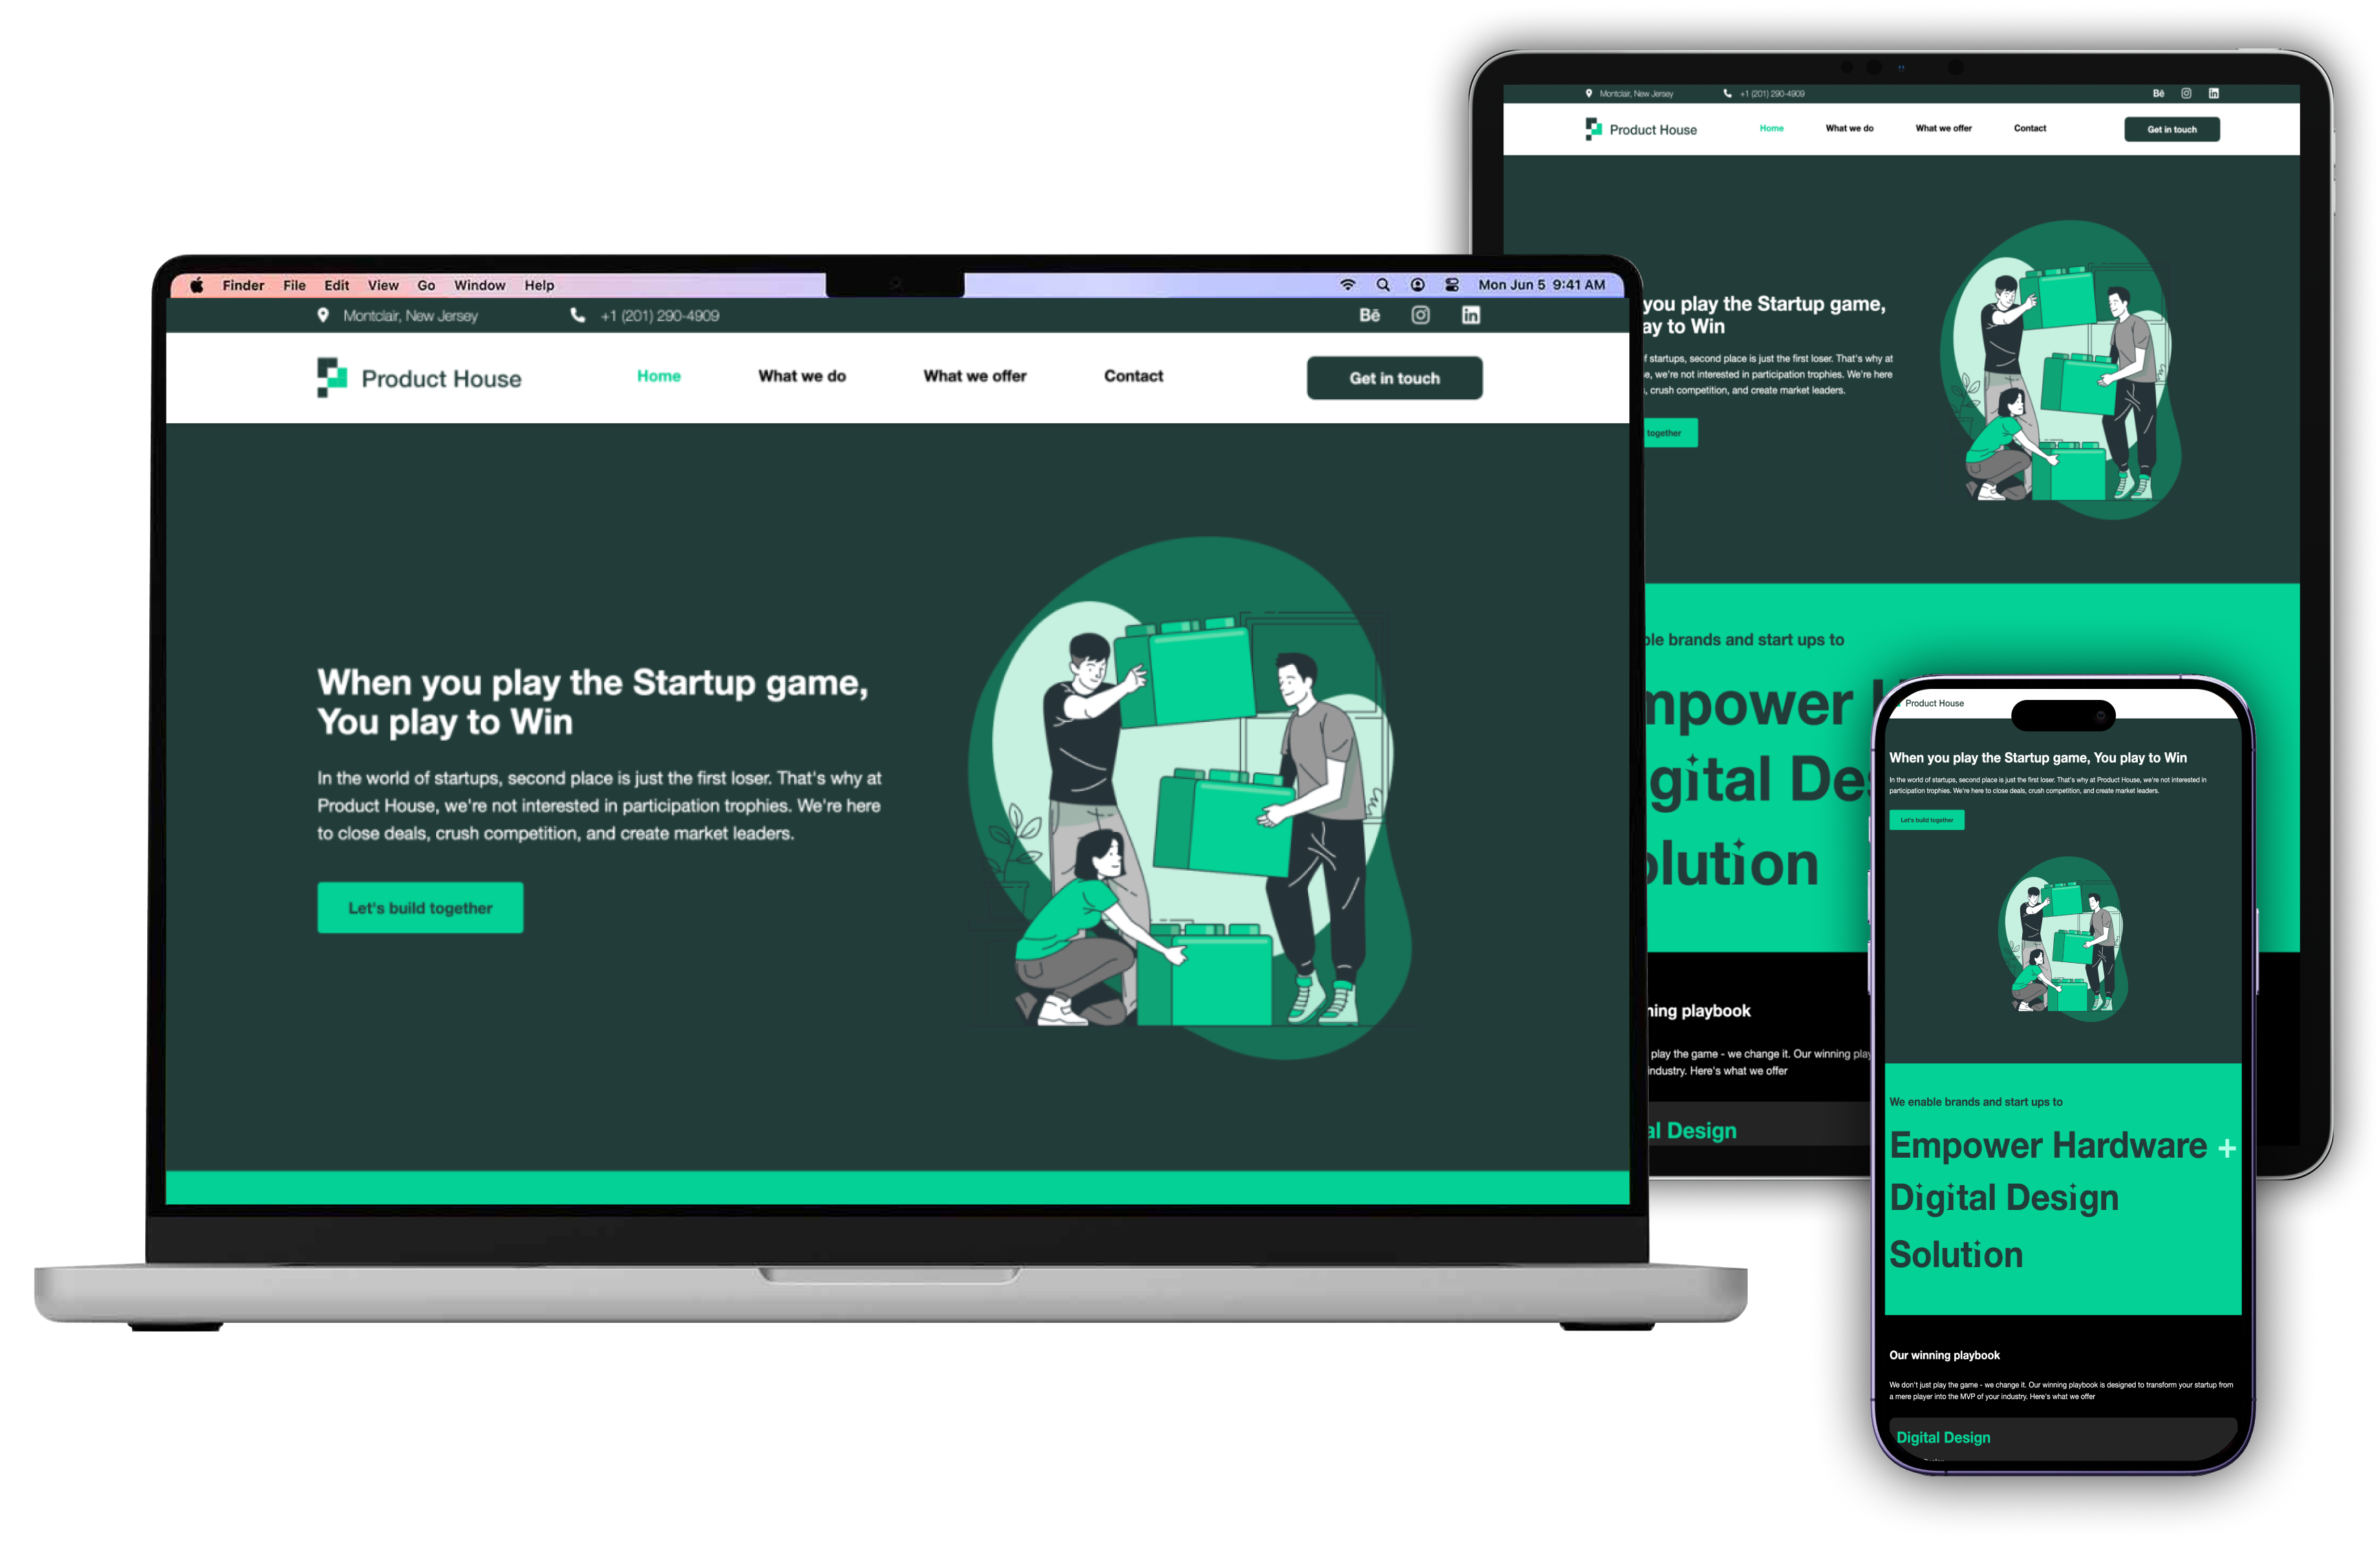 Finder File Edit View Go Window Help Mon Jun 5 9:41 AM
Montclair, New Jersey +1 (201) 290-4909 Bē in
Product House Home What we do What we offer Contact Get in touch
When you play the Startup game,
You play to Win
In the world of startups, second place is just the first loser. That's why at
Product House, we're not interested in participation trophies. We're here
to close deals, crush competition, and create market leaders.
Let's build together
Montclair, New Jersey +1 (201) 290-4909 Bē in
Product House Home What we do What we offer Contact Get in touch
you play the Startup game,
ay to Win
f startups, second place is just the first loser. That's why at
e, we're not interested in participation trophies. We're here
, crush competition, and create market leaders.
together
ble brands and start ups to
mpower H
gital Des
olution
ning playbook
play the game - we change it. Our winning play
industry. Here's what we offer
al Design
Product House
When you play the Startup game, You play to Win
In the world of startups, second place is just the first loser. That's why at Product House, we're not interested in
participation trophies. We're here to close deals, crush competition, and create market leaders.
Let's build together
We enable brands and start ups to
Empower Hardware +
Digital Design
Solution
Our winning playbook
We don't just play the game - we change it. Our winning playbook is designed to transform your startup from
a mere player into the MVP of your industry. Here's what we offer
Digital Design